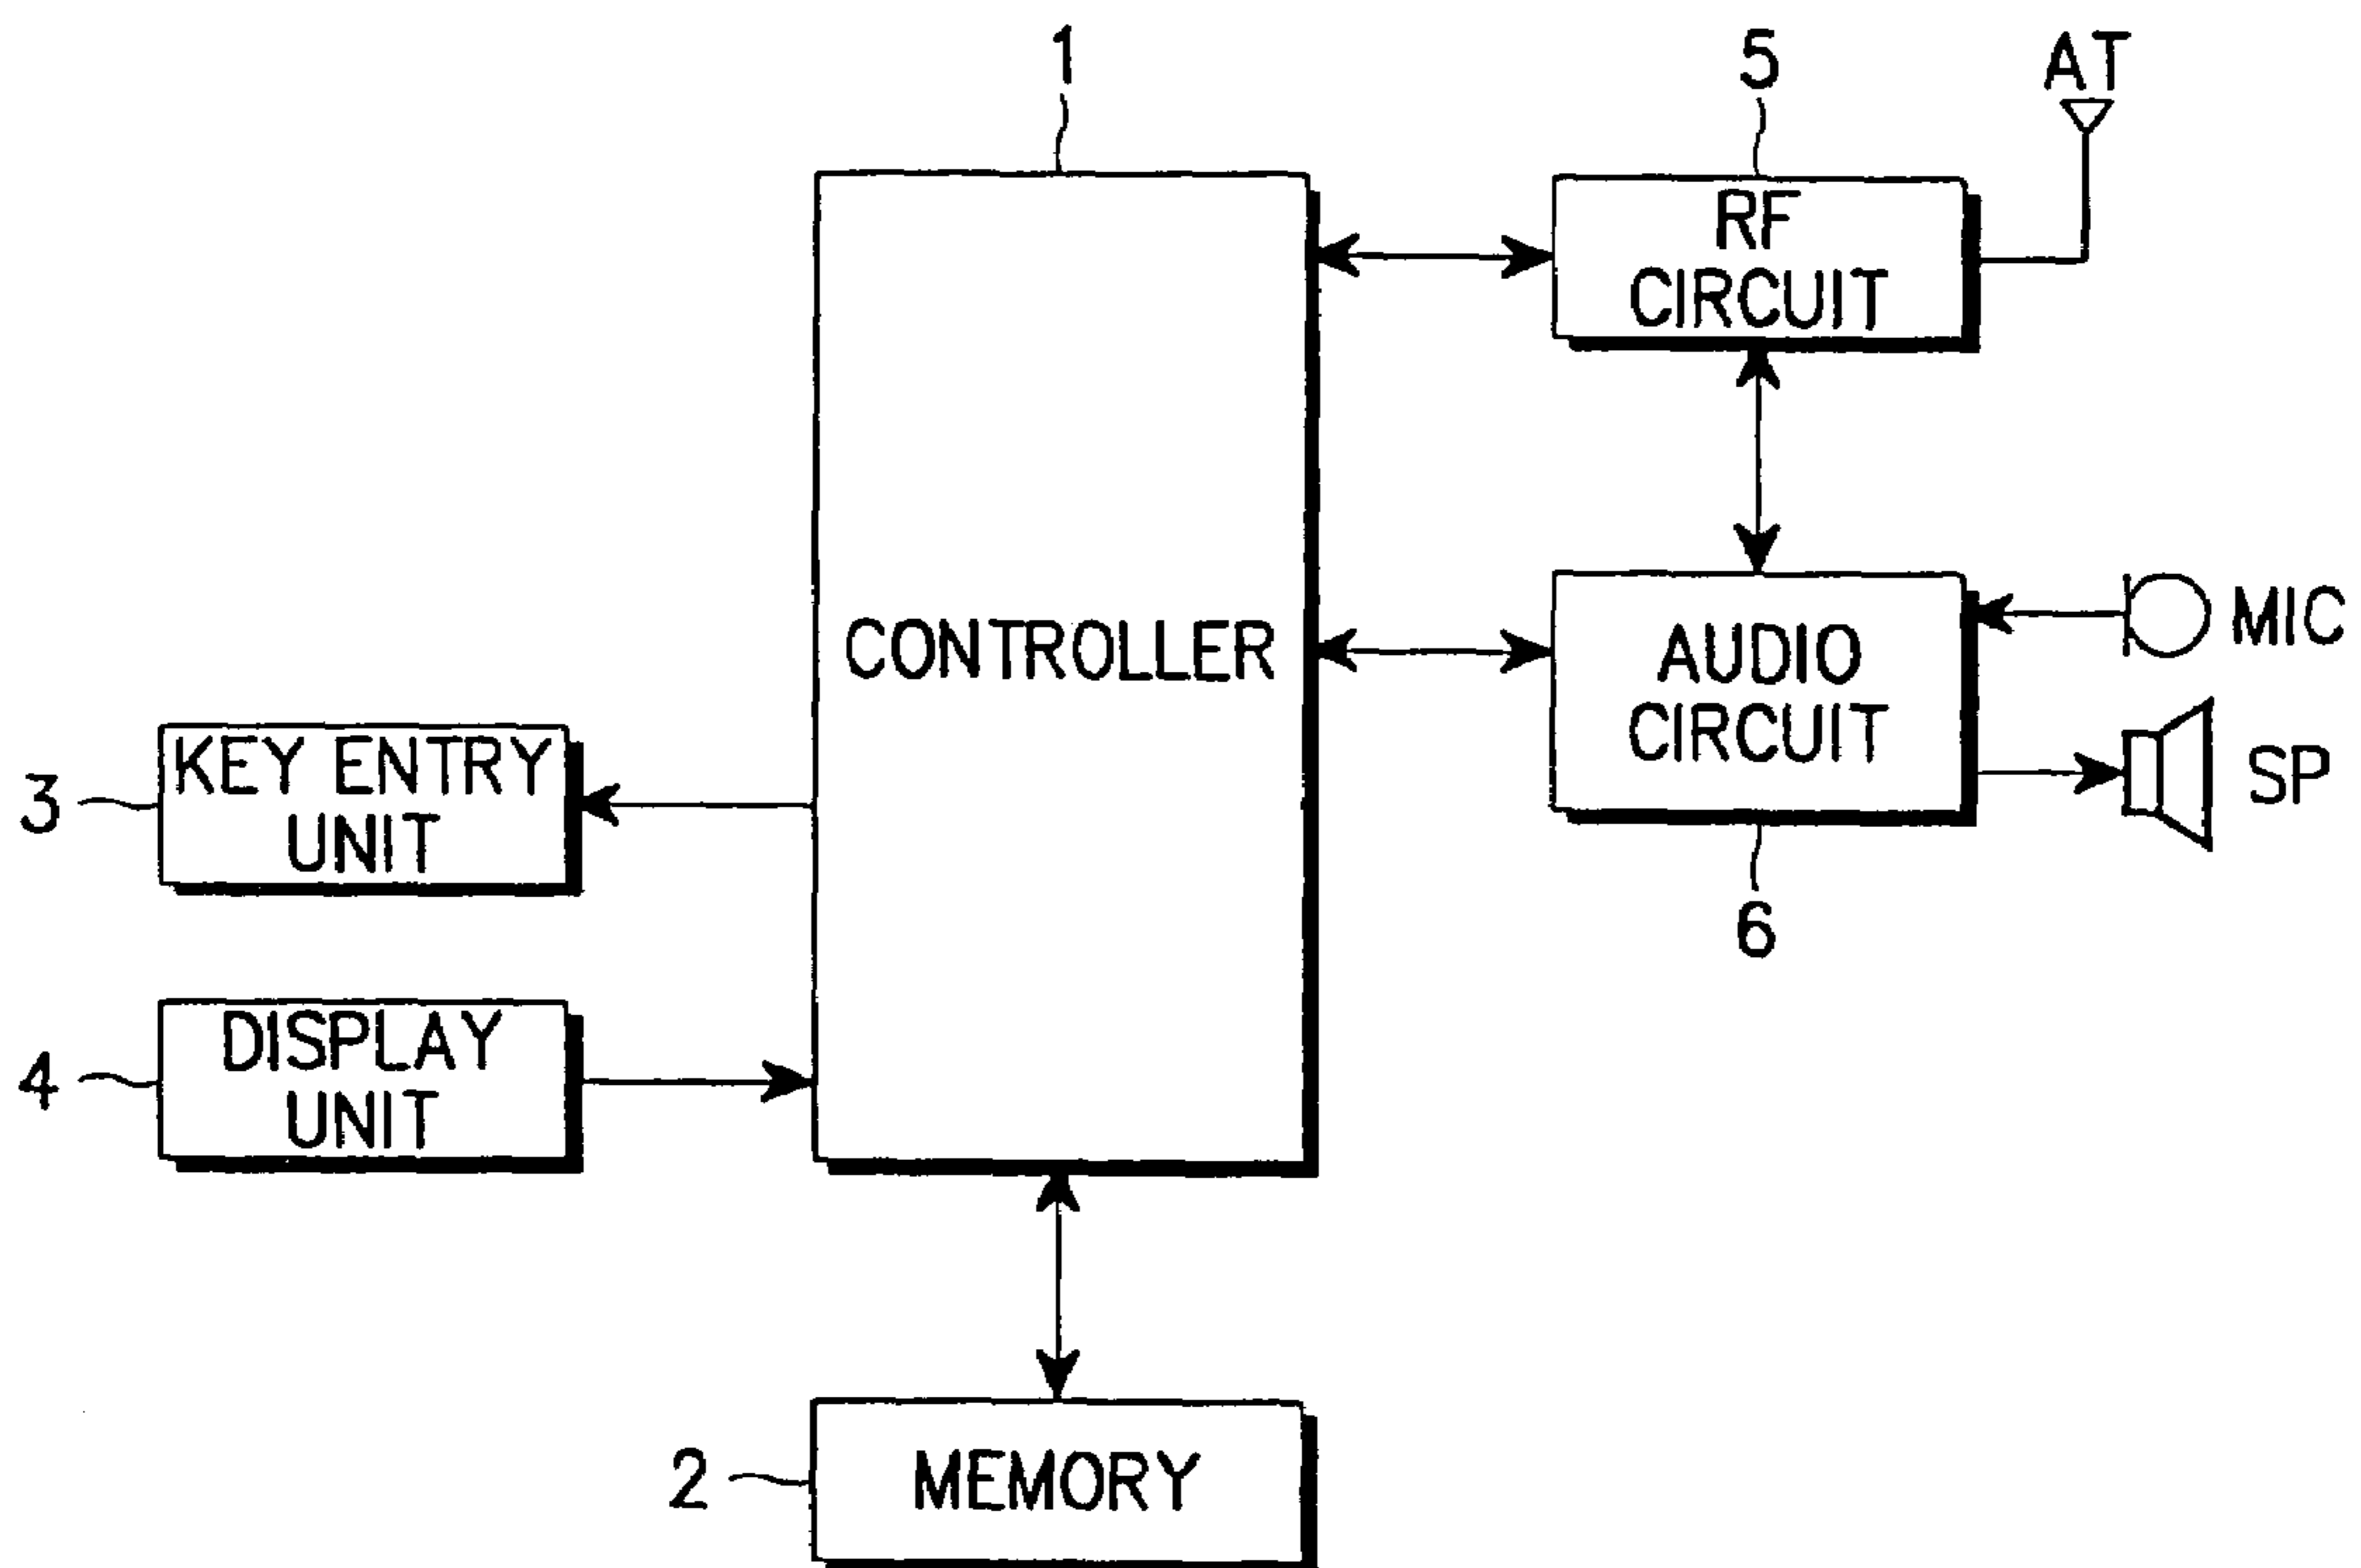 1
5
AT
RF
CIRCUIT
CONTROLLER
AUDIO
CIRCUIT
MIC
SP
6
3
KEY ENTRY
UNIT
4
DISPLAY
UNIT
2
MEMORY